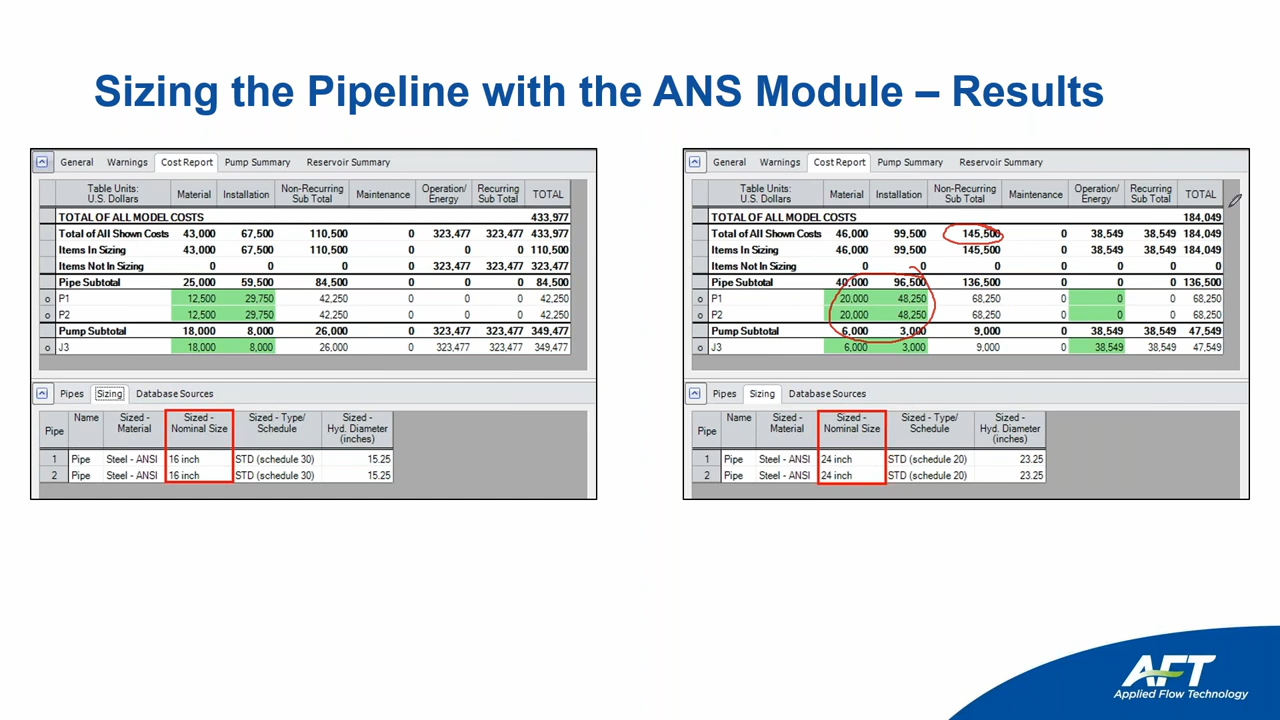 Sizing the Pipeline with the ANS Module – Results
General Warnings Cost Report Pump Summary Reservoir Summary
Table Units: U.S. Dollars Material Installation Non-Recurring Sub Total Maintenance Operation/ Energy Recurring Sub Total TOTAL
TOTAL OF ALL MODEL COSTS 433,977
Total of All Shown Costs 43,000 67,500 110,500 0 323,477 323,477 433,977
Items In Sizing 43,000 67,500 110,500 0 0 0 110,500
Items Not In Sizing 0 0 0 0 323,477 323,477 323,477
Pipe Subtotal 25,000 59,500 84,500 0 0 0 84,500
o P1 12,500 29,750 42,250 0 0 0 42,250
o P2 12,500 29,750 42,250 0 0 0 42,250
Pump Subtotal 18,000 8,000 26,000 0 323,477 323,477 349,477
o J3 18,000 8,000 26,000 0 323,477 323,477 349,477
Pipes Sizing Database Sources
Pipe Name Sized - Material Sized - Nominal Size Sized - Type/ Schedule Sized - Hyd. Diameter (inches)
1 Pipe Steel - ANSI 16 inch STD (schedule 30) 15.25
2 Pipe Steel - ANSI 16 inch STD (schedule 30) 15.25
General Warnings Cost Report Pump Summary Reservoir Summary
Table Units: U.S. Dollars Material Installation Non-Recurring Sub Total Maintenance Operation/ Energy Recurring Sub Total TOTAL
TOTAL OF ALL MODEL COSTS 184,049
Total of All Shown Costs 46,000 99,500 145,500 0 38,549 38,549 184,049
Items In Sizing 46,000 99,500 145,500 0 38,549 38,549 184,049
Items Not In Sizing 0 0 0 0 0 0 0
Pipe Subtotal 40,000 96,500 136,500 0 0 0 136,500
o P1 20,000 48,250 68,250 0 0 0 68,250
o P2 20,000 48,250 68,250 0 0 0 68,250
Pump Subtotal 6,000 3,000 9,000 0 38,549 38,549 47,549
o J3 6,000 3,000 9,000 0 38,549 38,549 47,549
Pipes Sizing Database Sources
Pipe Name Sized - Material Sized - Nominal Size Sized - Type/ Schedule Sized - Hyd. Diameter (inches)
1 Pipe Steel - ANSI 24 inch STD (schedule 20) 23.25
2 Pipe Steel - ANSI 24 inch STD (schedule 20) 23.25
AFT
Applied Flow Technology